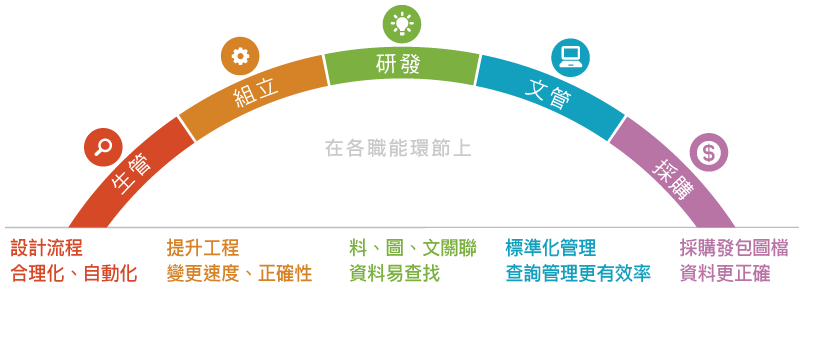 生管
組立
研發
文管
採購
在各職能環節上
設計流程
合理化、自動化
提升工程
變更速度、正確性
料、圖、文關聯
資料易查找
標準化管理
查詢管理更有效率
採購發包圖檔
資料更正確